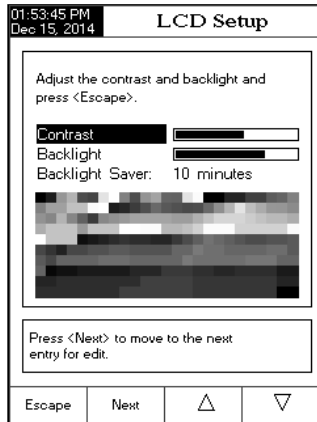 01:53:45 PM
Dec 15, 2014
LCD Setup
Adjust the contrast and backlight and
press <Escape>.
Contrast
Backlight
Backlight Saver: 10 minutes
Press <Next> to move to the next
entry for edit.
Escape Next